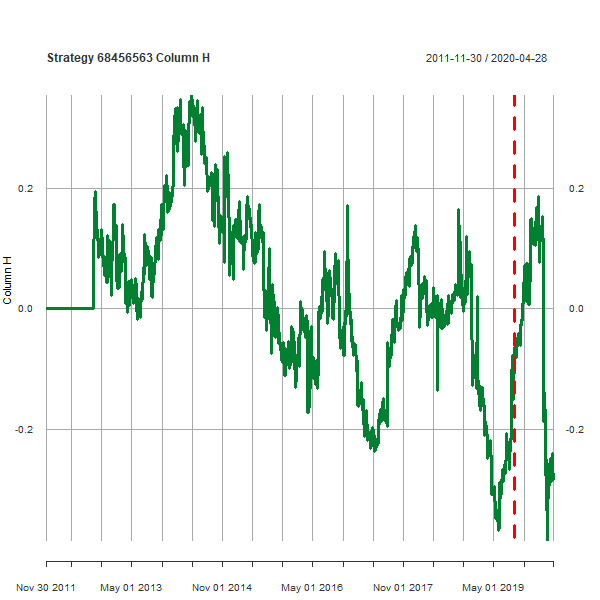 Strategy 68456563 Column H
2011-11-30 / 2020-04-28
0.2
0.2
0.0
0.0
-0.2
-0.2
Column H
Nov 30 2011
May 01 2013
Nov 01 2014
May 01 2016
Nov 01 2017
May 01 2019